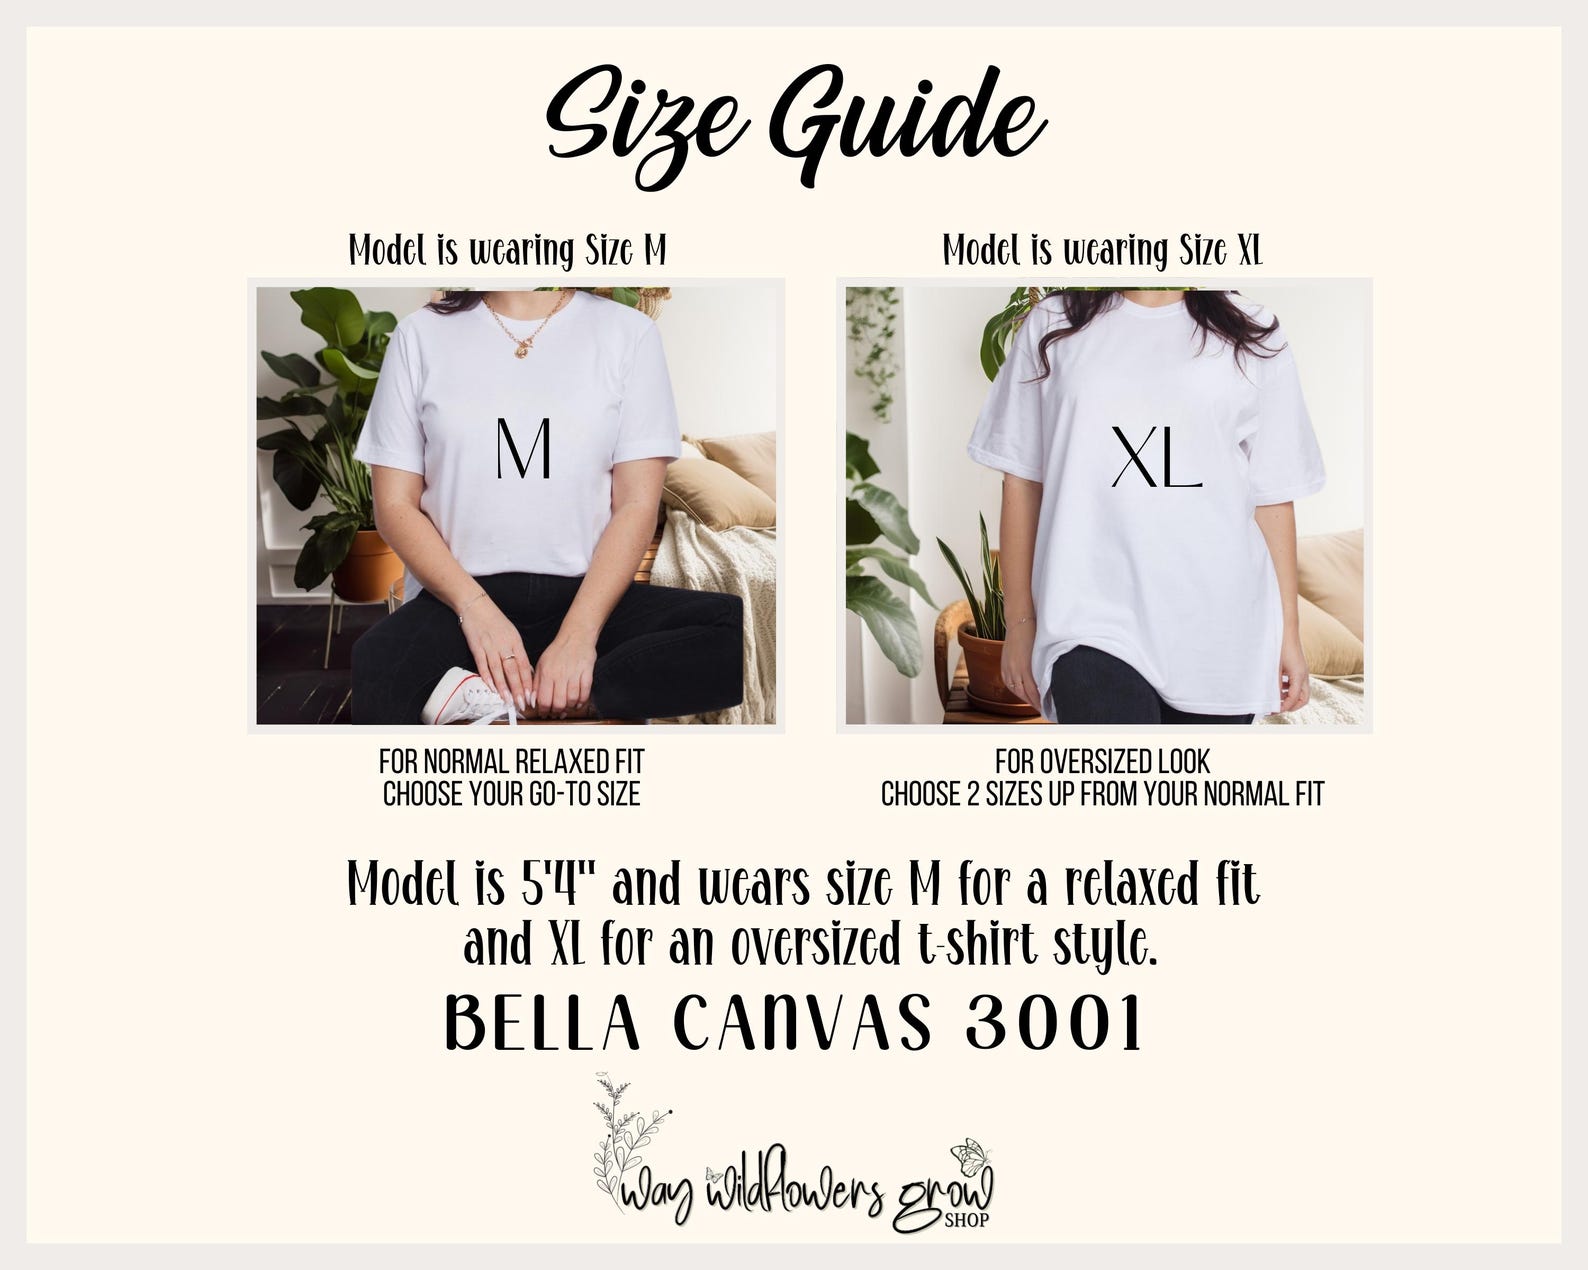 Size Guide
Model is wearing Size M
Model is wearing Size XL
M
XL
FOR NORMAL RELAXED FIT
CHOOSE YOUR GO-TO SIZE
FOR OVERSIZED LOOK
CHOOSE 2 SIZES UP FROM YOUR NORMAL FIT
Model is 5'4" and wears size M for a relaxed fit
and XL for an oversized t-shirt style.
BELLA CANVAS 3001
way wildflowers grow
SHOP